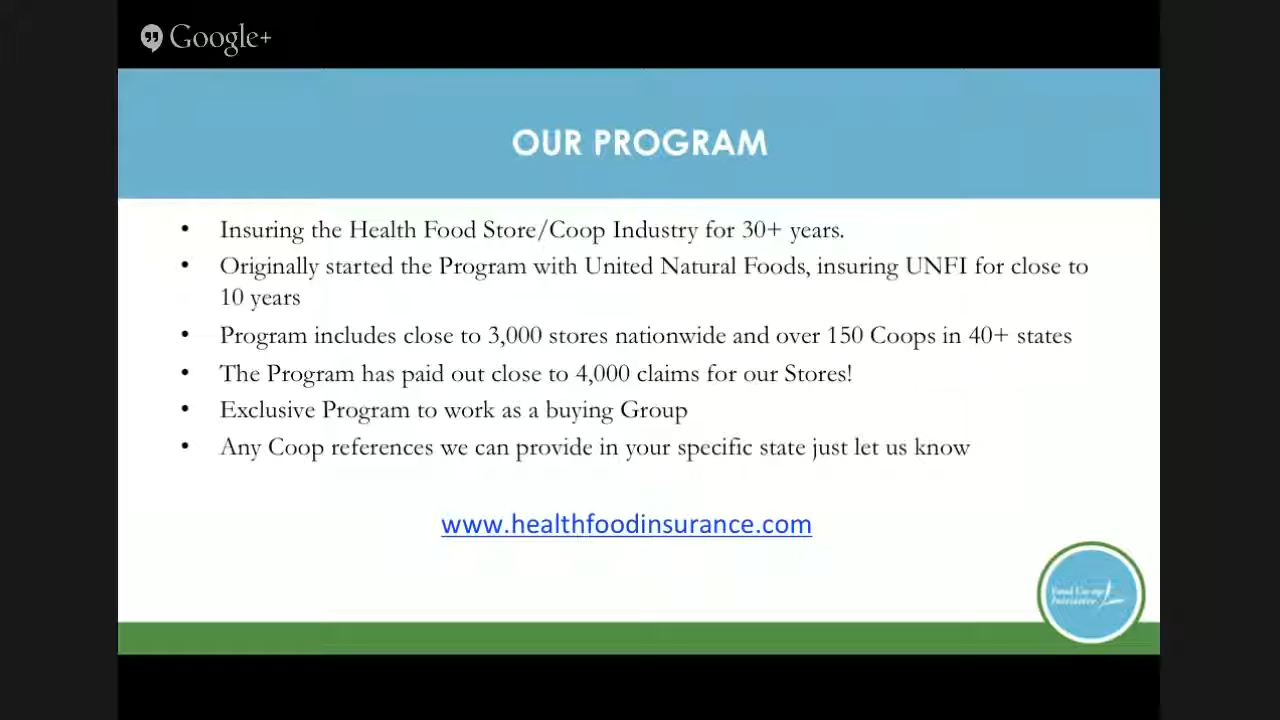 Google+
OUR PROGRAM
• Insuring the Health Food Store/Coop Industry for 30+ years.
• Originally started the Program with United Natural Foods, insuring UNFI for close to
10 years
• Program includes close to 3,000 stores nationwide and over 150 Coops in 40+ states
• The Program has paid out close to 4,000 claims for our Stores!
• Exclusive Program to work as a buying Group
• Any Coop references we can provide in your specific state just let us know
www.healthfoodinsurance.com
Food Co-op
Initiative